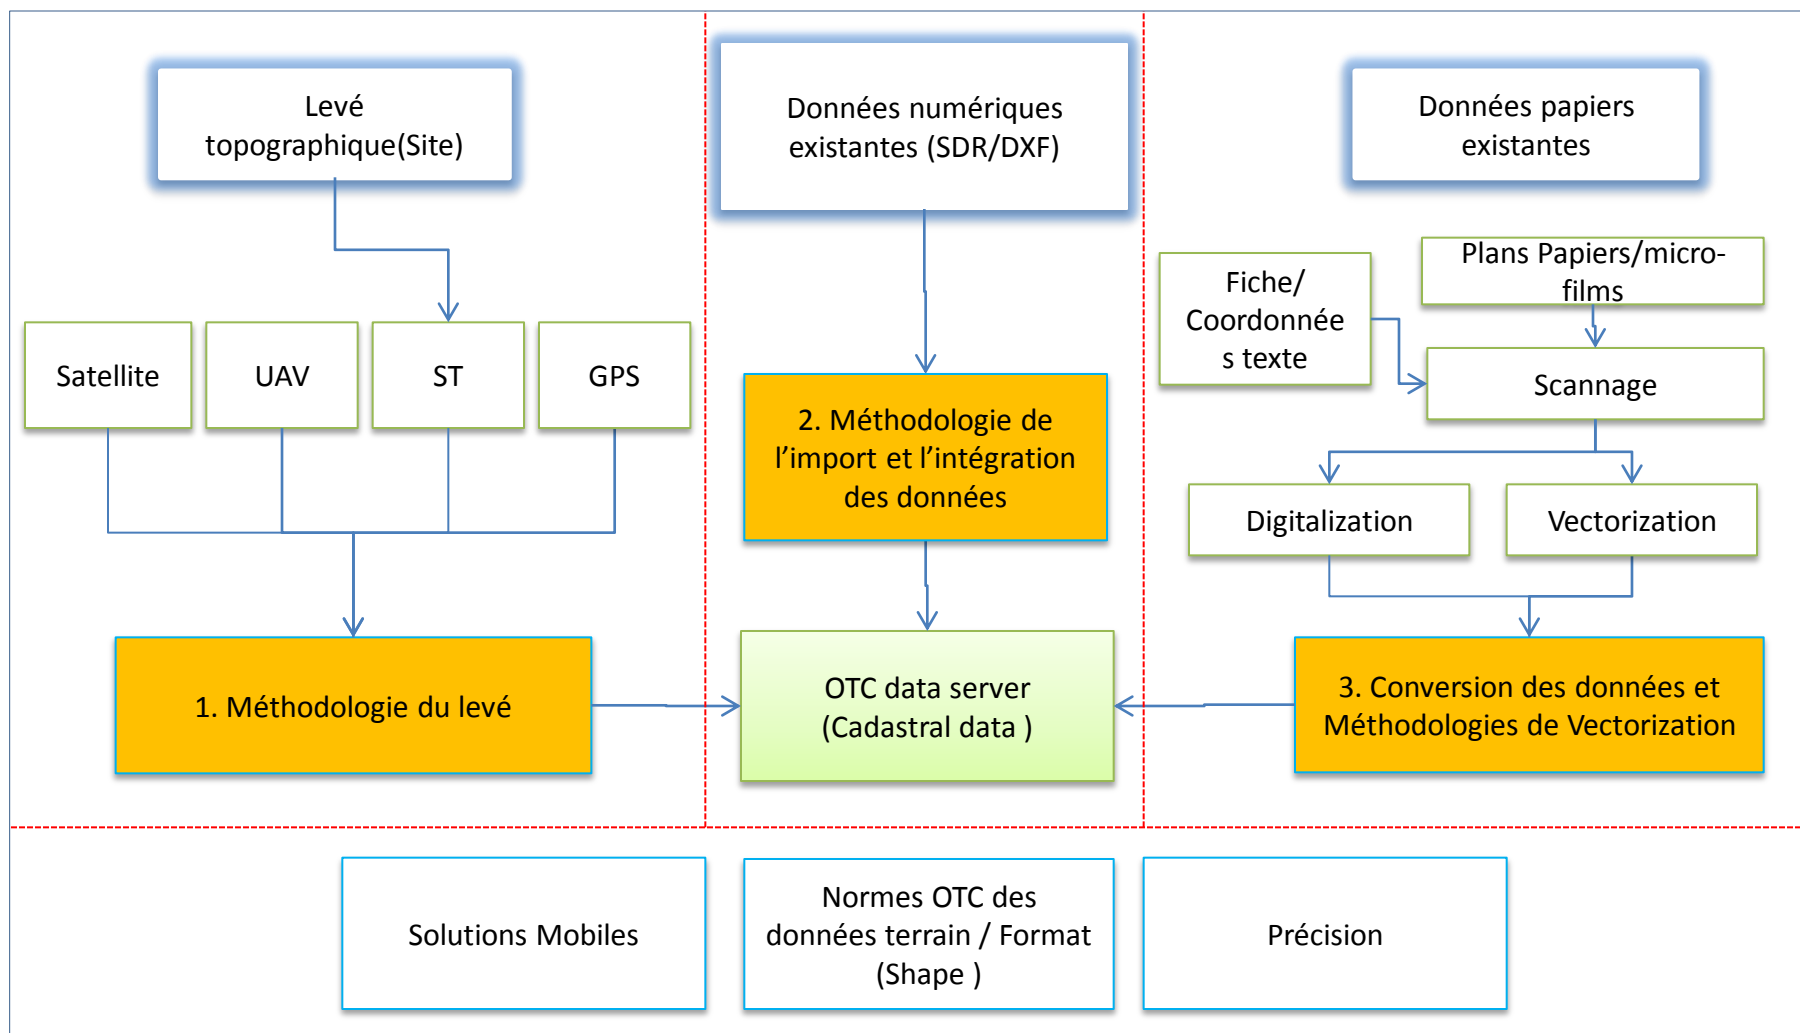 Levé
topographique(Site)
Données numériques
existantes (SDR/DXF)
Données papiers
existantes
Fiche/
Coordonnée
s texte
Plans Papiers/micro-
films
Satellite
UAV
ST
GPS
Scannage
2. Méthodologie de
l’import et l’intégration
des données
Digitalization
Vectorization
1. Méthodologie du levé
OTC data server
(Cadastral data )
3. Conversion des données et
Méthodologies de Vectorization
Solutions Mobiles
Normes OTC des
données terrain / Format
(Shape )
Précision